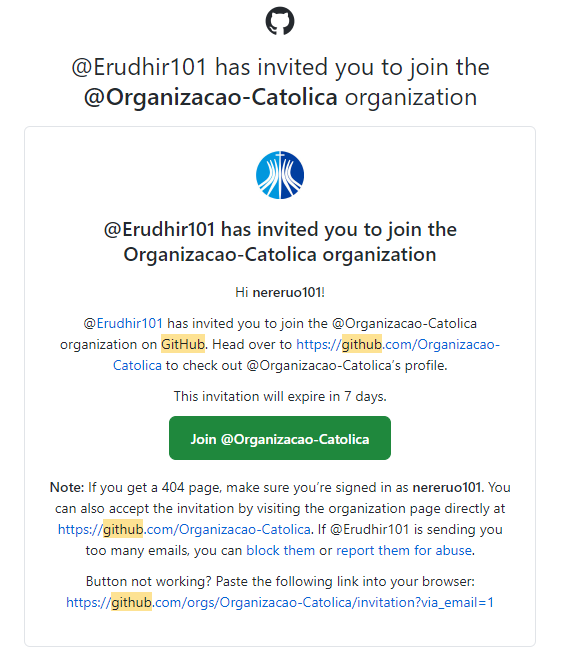 @Erudhir101 has invited you to join the
@Organizacao-Catolica organization
@Erudhir101 has invited you to join the
Organizacao-Catolica organization
Hi nereruo101!
@Erudhir101 has invited you to join the @Organizacao-Catolica
organization on GitHub. Head over to https://github.com/Organizacao-
Catolica to check out @Organizacao-Catolica's profile.
This invitation will expire in 7 days.
Join @Organizacao-Catolica
Note: If you get a 404 page, make sure you're signed in as nereruo101. You
can also accept the invitation by visiting the organization page directly at
https://github.com/Organizacao-Catolica. If @Erudhir101 is sending you
too many emails, you can block them or report them for abuse.
Button not working? Paste the following link into your browser:
https://github.com/orgs/Organizacao-Catolica/invitation?via_email=1